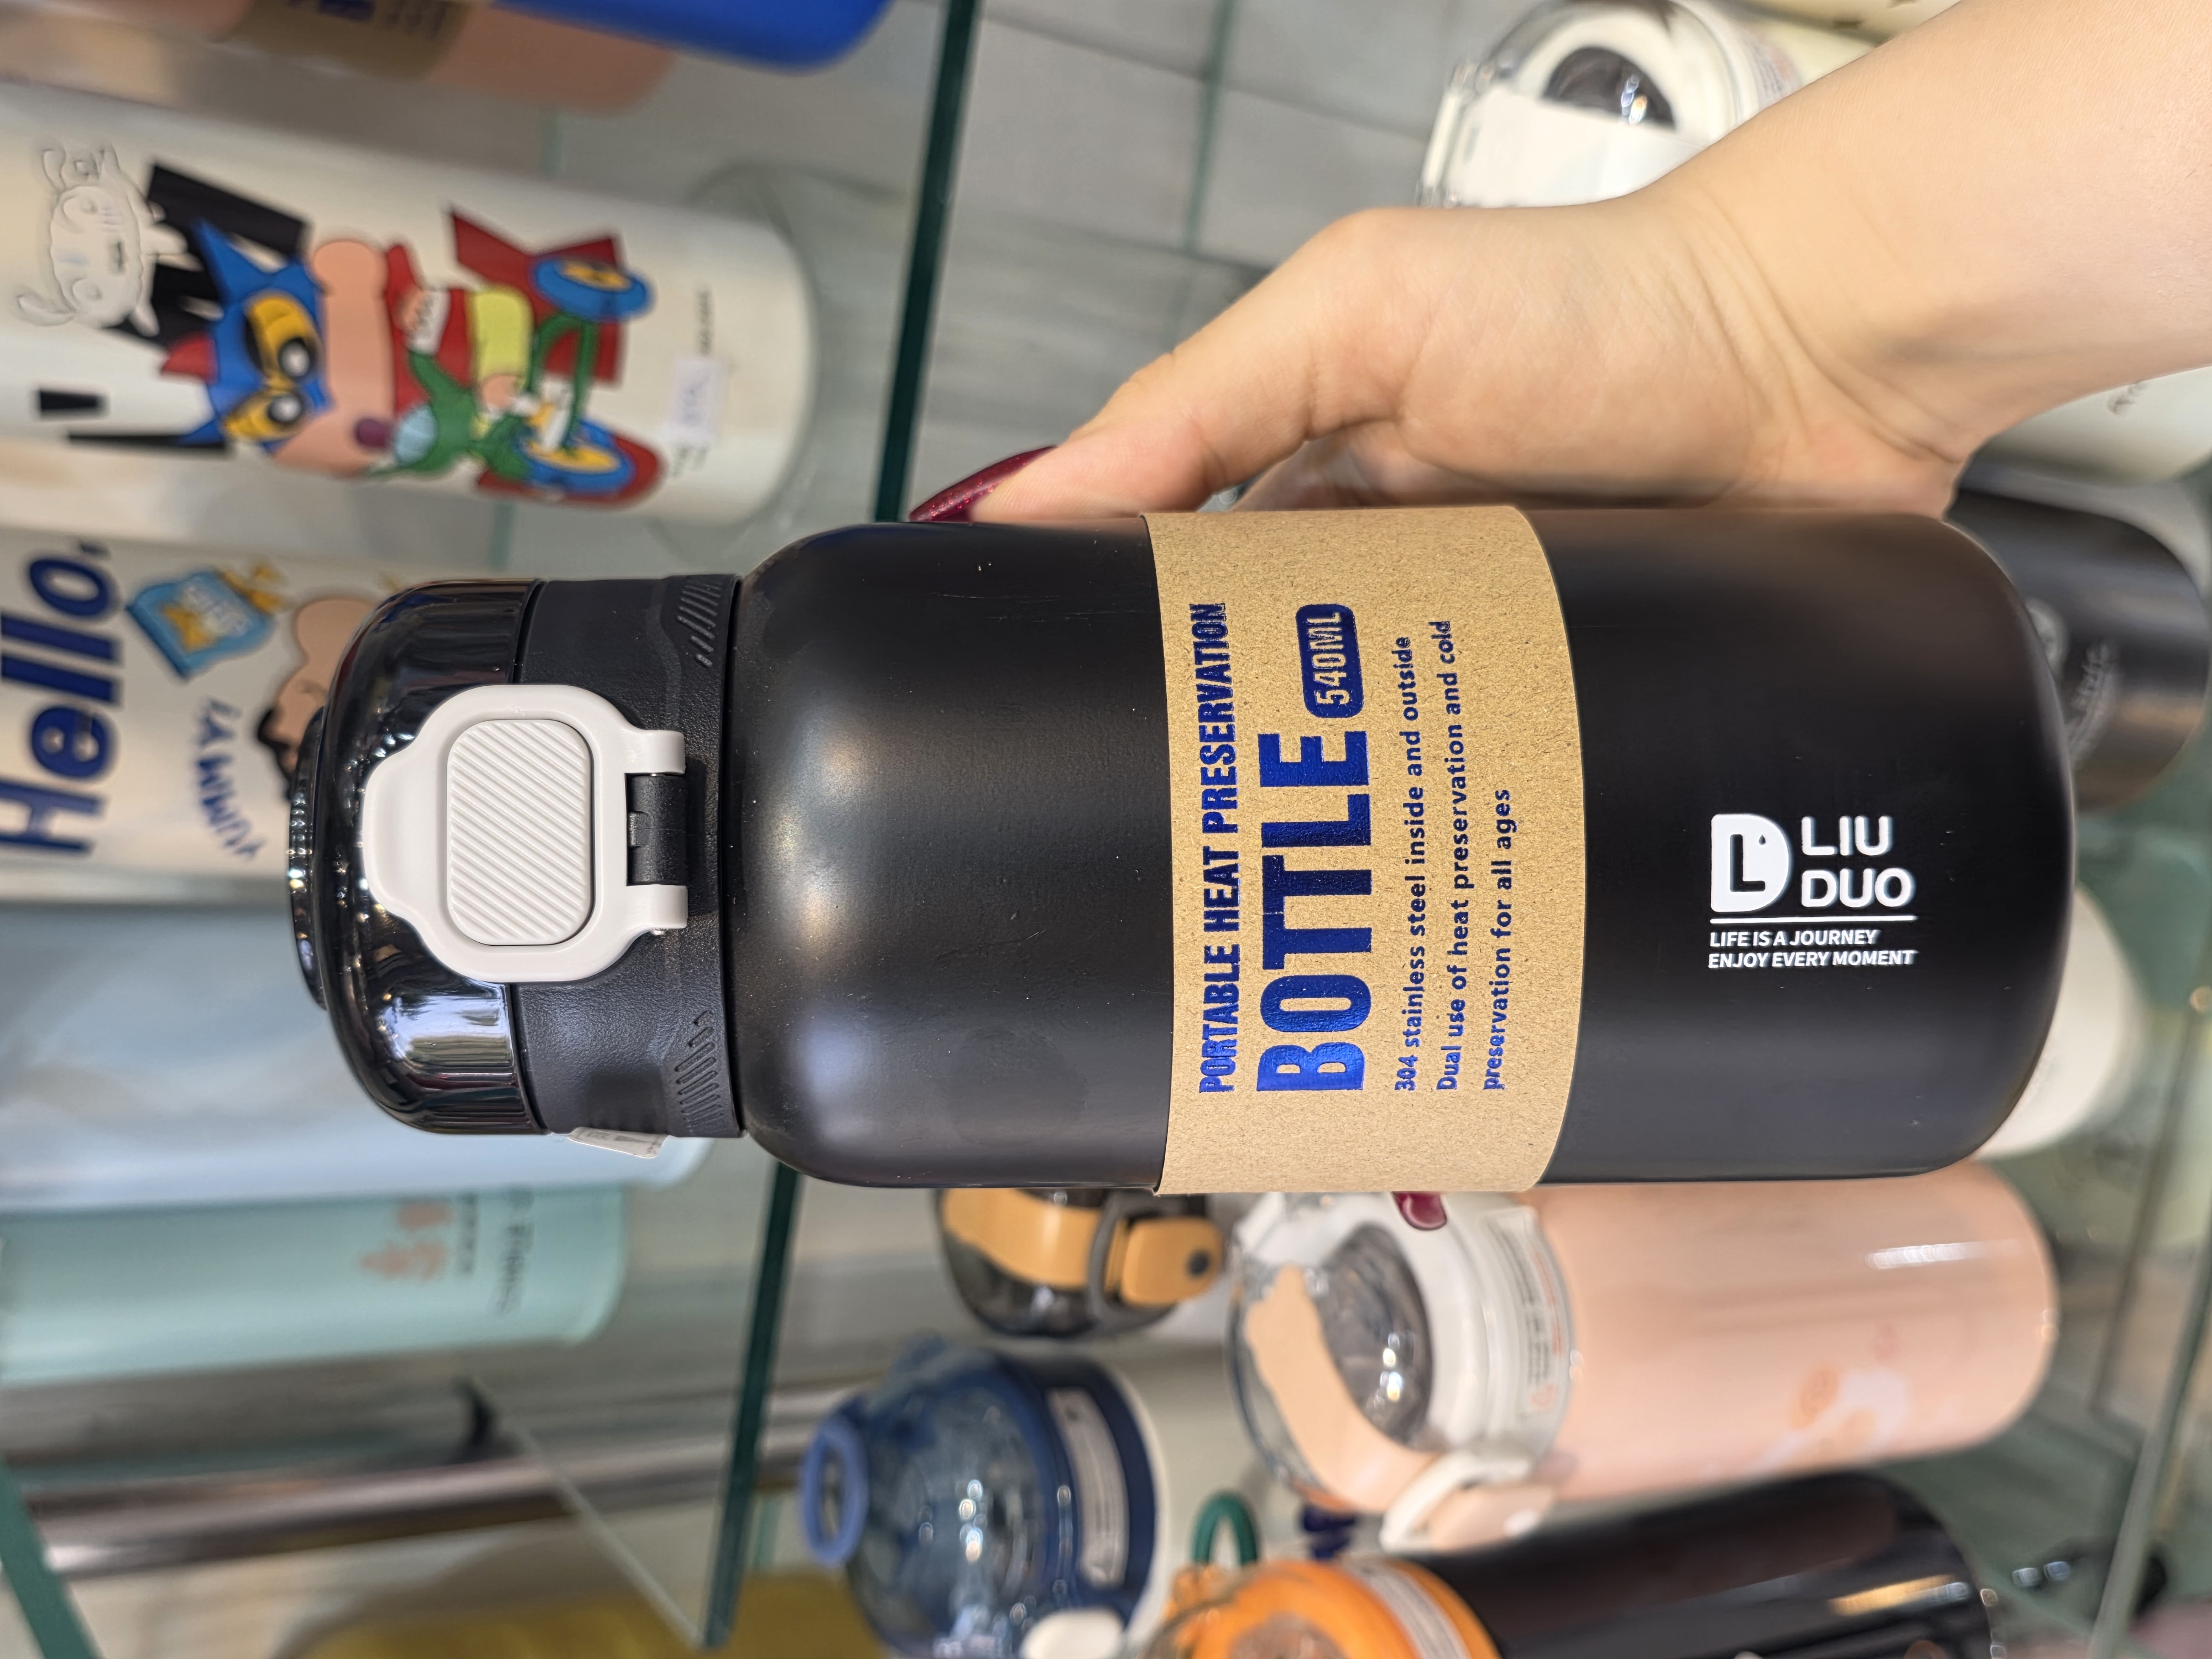 PORTABLE HEAT PRESERVATION
BOTTLE 540ML
304 stainless steel inside and outside
Dual use of heat preservation and cold
preservation for all ages
L
LIU
DUO
LIFE IS A JOURNEY
ENJOY EVERY MOMENT
Hello.
YUMMY